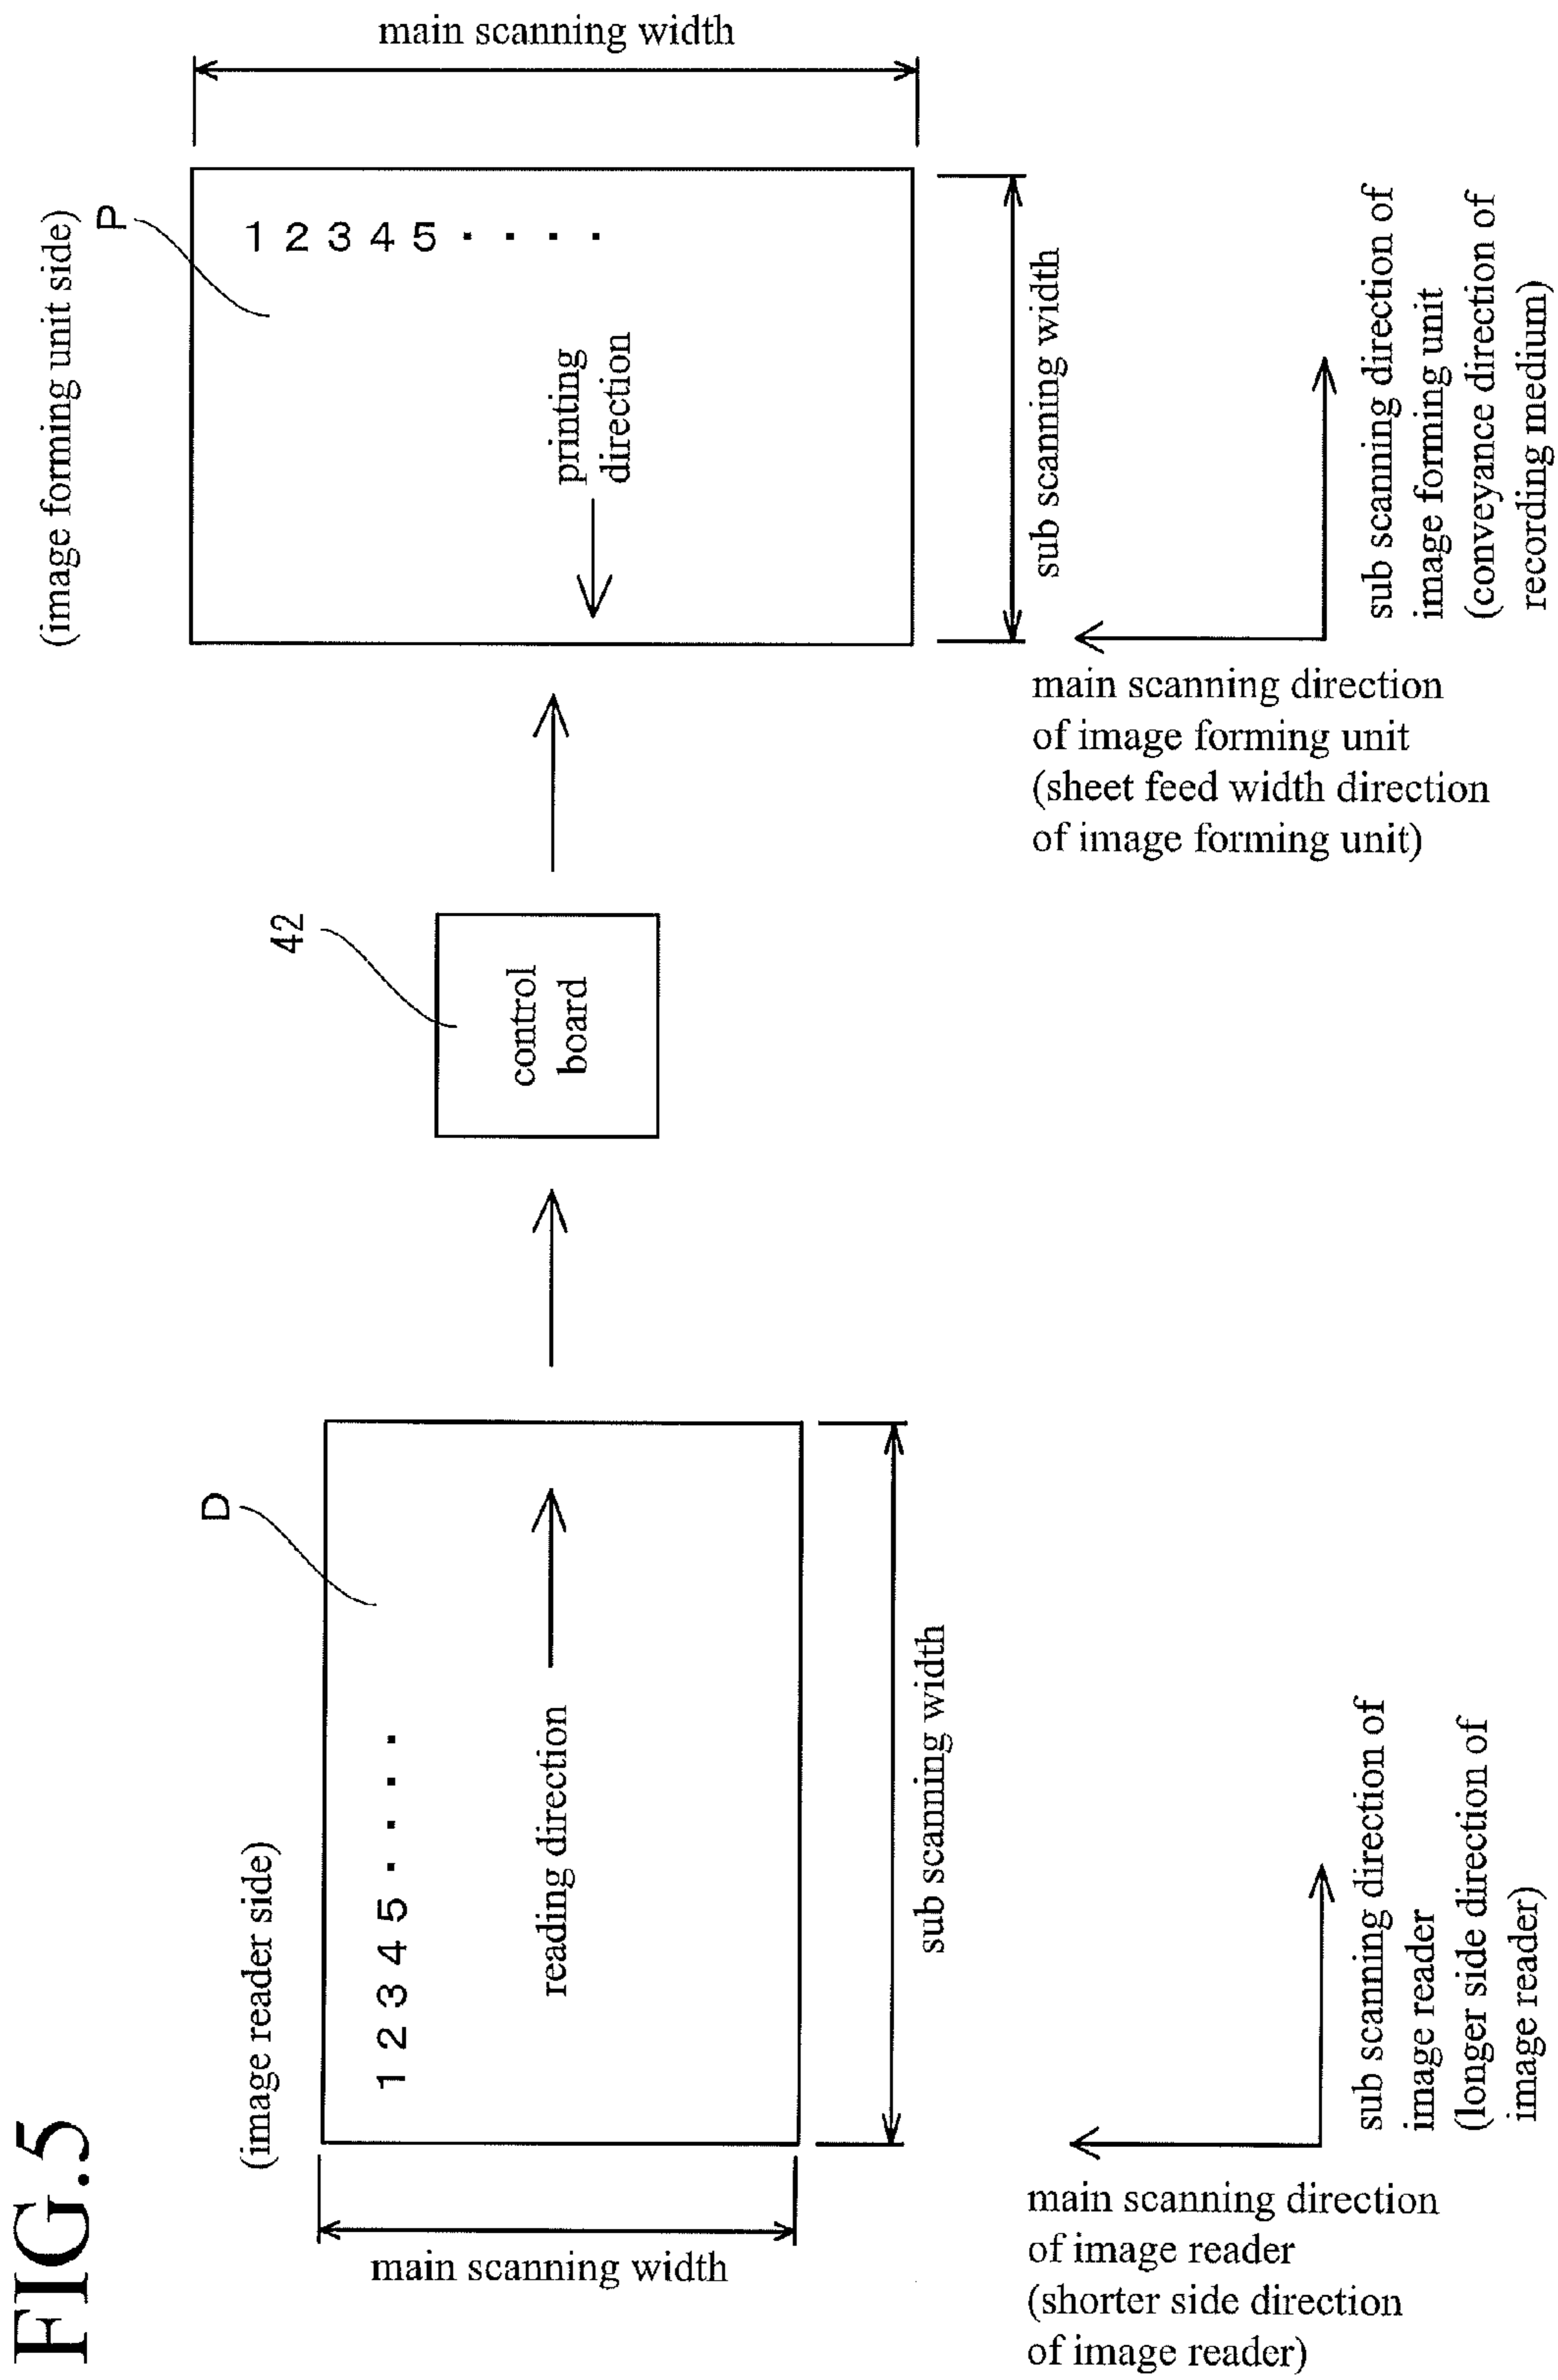 FIG.5
(image reader side)
D
1 2 3 4 5 · · · ·
reading direction
main scanning width
sub scanning width
main scanning direction
of image reader
(shorter side direction
of image reader)
sub scanning direction of
image reader
(longer side direction of
image reader)
42
control
board
(image forming unit side)
P
1 2 3 4 5 · · · ·
printing
direction
main scanning width
sub scanning width
main scanning direction
of image forming unit
(sheet feed width direction
of image forming unit)
sub scanning direction of
image forming unit
(conveyance direction of
recording medium)